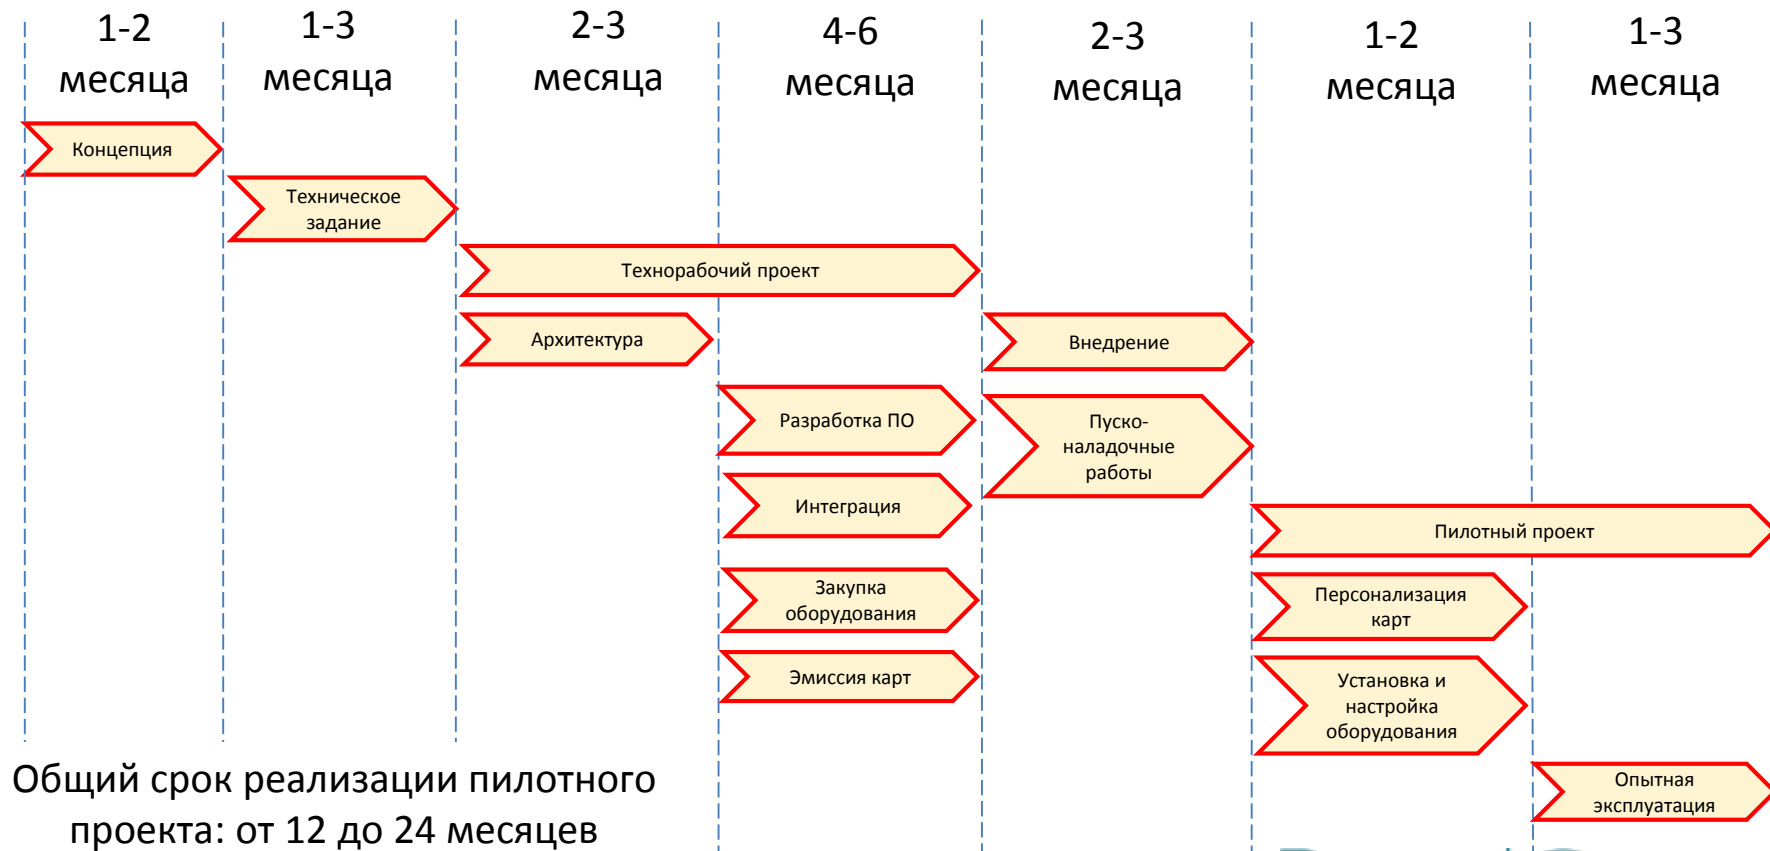 1-2
месяца
1-3
месяца
2-3
месяца
4-6
месяца
2-3
месяца
1-2
месяца
1-3
месяца
Концепция
Техническое
задание
Технорабочий проект
Архитектура
Внедрение
Разработка ПО
Пуско-
наладочные
работы
Интеграция
Пилотный проект
Закупка
оборудования
Персонализация
карт
Эмиссия карт
Установка и
настройка
оборудования
Опытная
эксплуатация
Общий срок реализации пилотного
проекта: от 12 до 24 месяцев